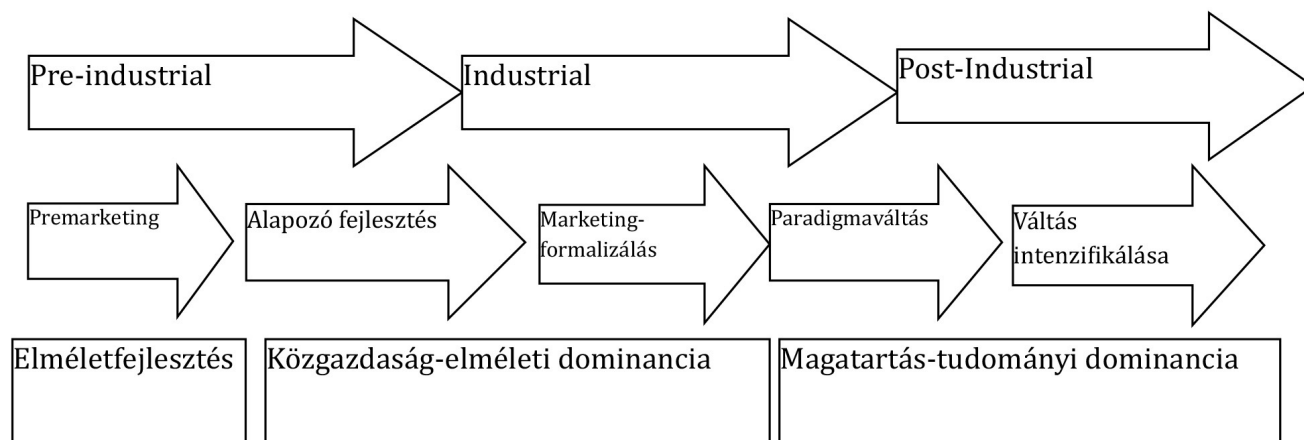 Pre-industrial
Industrial
Post-Industrial
Premarketing
Alapozó fejlesztés
Marketing-
formalizálás
Paradigmaváltás
Váltás
intenzifikálása
Elméletfejlesztés
Közgazdaság-elméleti dominancia
Magatartás-tudományi dominancia